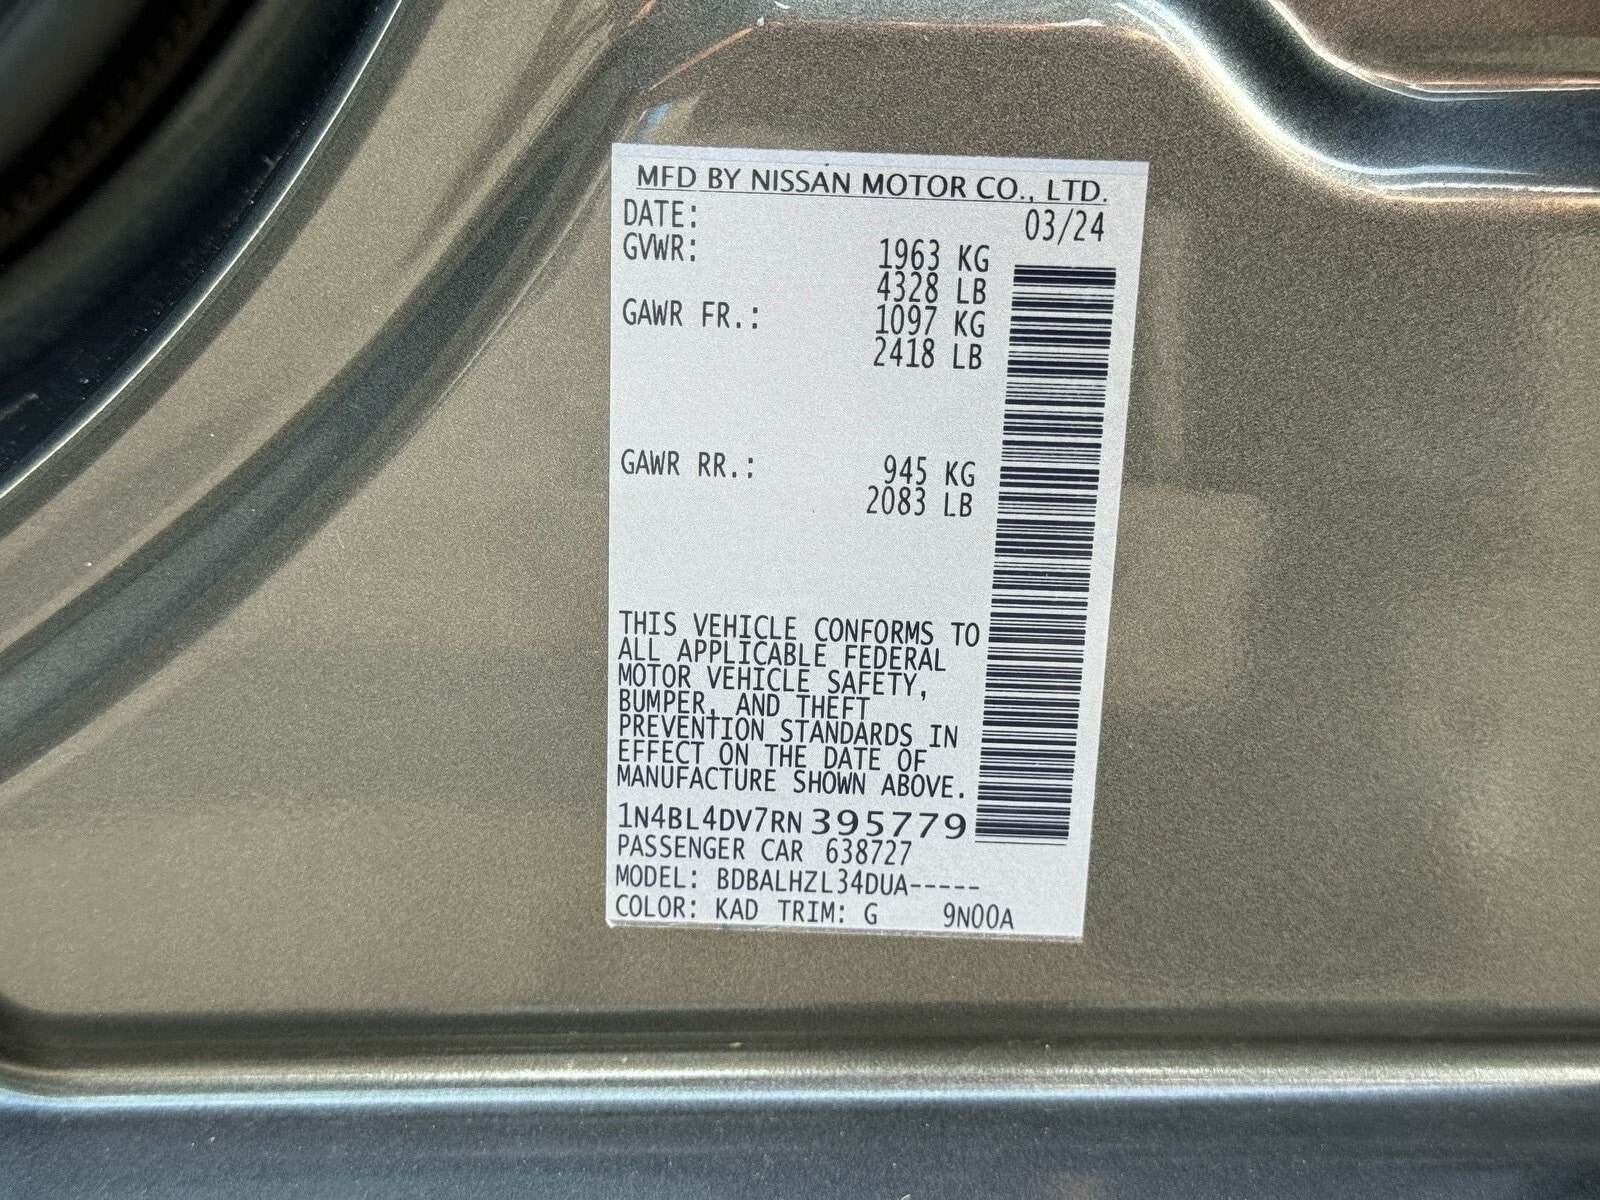 MFD BY NISSAN MOTOR CO., LTD.
DATE: 03/24
GVWR: 1963 KG
4328 LB
GAWR FR.: 1097 KG
2418 LB
GAWR RR.: 945 KG
2083 LB
THIS VEHICLE CONFORMS TO
ALL APPLICABLE FEDERAL
MOTOR VEHICLE SAFETY,
BUMPER, AND THEFT
PREVENTION STANDARDS IN
EFFECT ON THE DATE OF
MANUFACTURE SHOWN ABOVE.
1N4BL4DV7RN395779
PASSENGER CAR 638727
MODEL: BDBALHZL34DUA-----
COLOR: KAD TRIM: G 9N00A